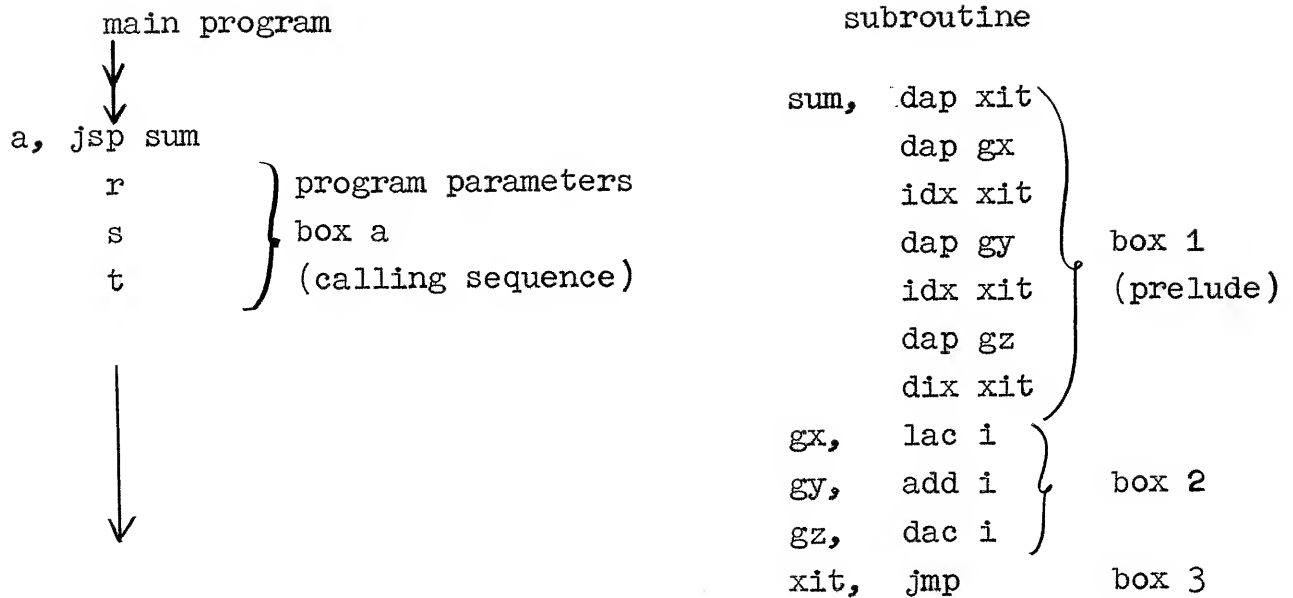 main program
a, jsp sum
r
s
t
program parameters
box a
(calling sequence)
subroutine
sum, dap xit
dap gx
idx xit
dap gy
idx xit
dap gz
dix xit
box 1
(prelude)
gx, lac i
gy, add i
gz, dac i
box 2
xit, jmp box 3